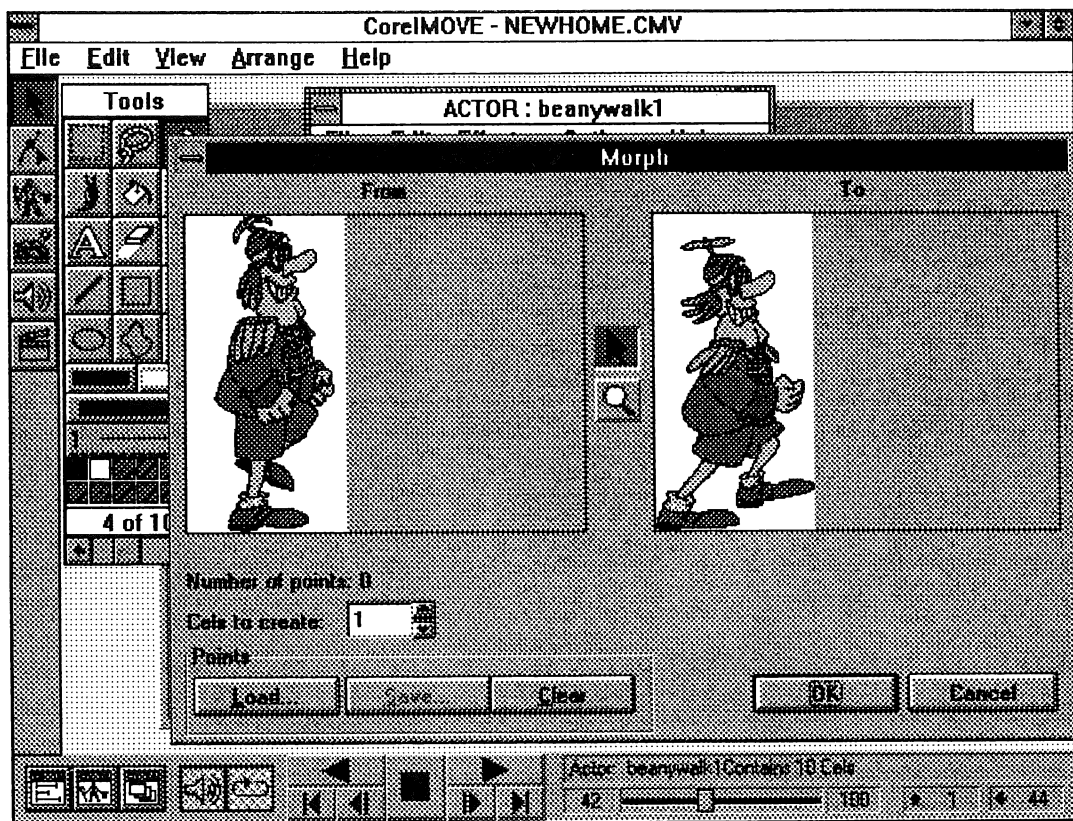 CorelMOVE - NEWHOME.CMV
File Edit View Arrange Help
Tools
ACTOR : beanywalk1
Morph
From
To
A
1
4 of 10
Number of points: 0
Cels to create: 1
Points
Load...
Save...
Clear
OK
Cancel
Actor: beanywalk1Contains 10 Cels
42
100
1
44